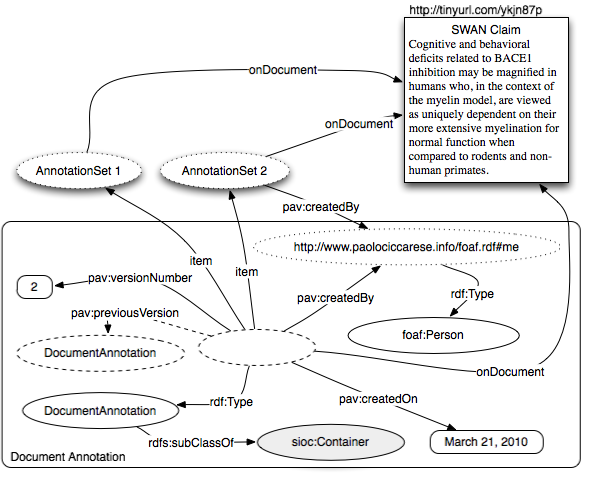 http://tinyurl.com/ykjn87p
SWAN Claim
Cognitive and behavioral
deficits related to BACE1
inhibition may be magnified in
humans who, in the context of
the myelin model, are viewed
as uniquely dependent on their
more extensive myelination for
normal function when
compared to rodents and non-
human primates.
onDocument
onDocument
AnnotationSet 1
AnnotationSet 2
pav:createdBy
http://www.paolociccarese.info/foaf.rdf#me
item
item
pav:versionNumber
2
pav:createdBy
rdf:Type
pav:previousVersion
foaf:Person
DocumentAnnotation
onDocument
rdf:Type
pav:createdOn
DocumentAnnotation
rdfs:subClassOf
sioc:Container
March 21, 2010
Document Annotation